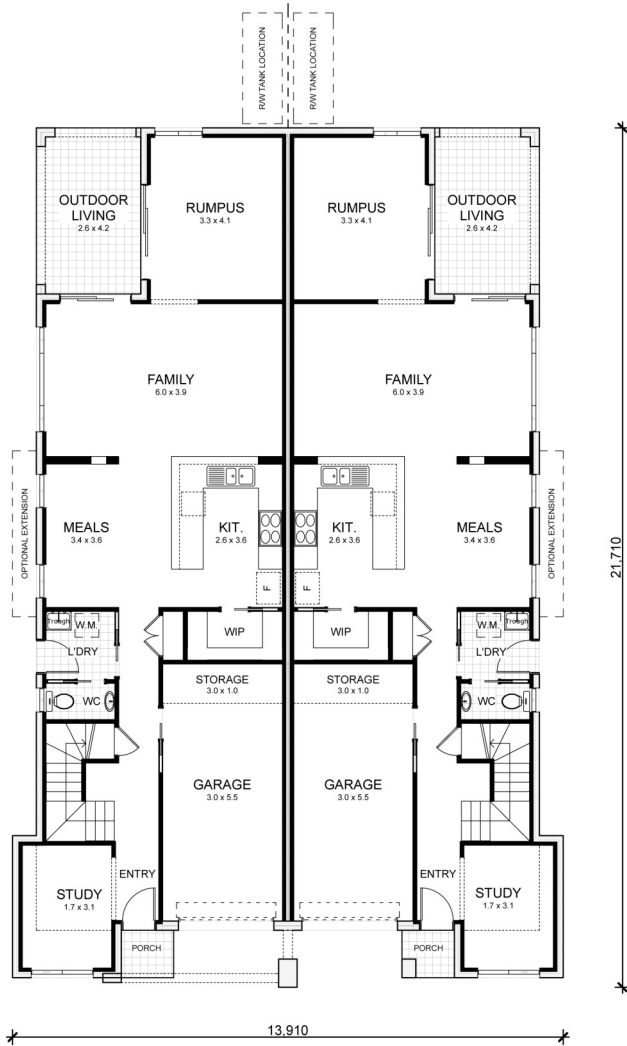 R/W TANK LOCATION
R/W TANK LOCATION
OUTDOOR
LIVING
2.6 x 4.2
RUMPUS
3.3 x 4.1
RUMPUS
3.3 x 4.1
OUTDOOR
LIVING
2.6 x 4.2
FAMILY
6.0 x 3.9
FAMILY
6.0 x 3.9
OPTIONAL EXTENSION
MEALS
3.4 x 3.6
KIT.
2.6 x 3.6
F
KIT.
2.6 x 3.6
F
MEALS
3.4 x 3.6
OPTIONAL EXTENSION
21,710
Trough
W.M.
L'DRY
WIP
WIP
W.M.
Trough
L'DRY
WC
STORAGE
3.0 x 1.0
STORAGE
3.0 x 1.0
WC
GARAGE
3.0 x 5.5
GARAGE
3.0 x 5.5
STUDY
1.7 x 3.1
ENTRY
ENTRY
STUDY
1.7 x 3.1
PORCH
PORCH
13,910